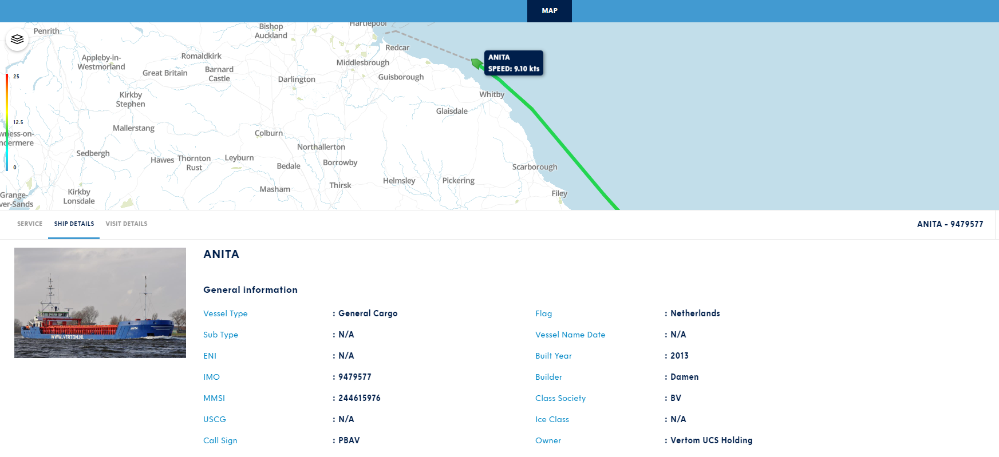 MAP
Penrith
Bishop
Auckland
Hartlepool
Redcar
ANITA
SPEED: 9.10 kts
Appleby-in-
Westmorland
Romaldkirk
Middlesbrough
Great Britain
Barnard
Castle
Darlington
Guisborough
25
Kirkby
Stephen
Whitby
Glaisdale
12.5
wness-on-
ndermere
Mallerstang
Colburn
Sedbergh
Hawes
Thornton
Rust
Leyburn
Northallerton
Bedale
Borrowby
Scarborough
0
Grange-
ver-Sands
Kirkby
Lonsdale
Masham
Thirsk
Helmsley
Pickering
Filey
SERVICE
SHIP DETAILS
VISIT DETAILS
ANITA - 9479577
ANITA
WWW.VERTOM.NL
ANITA
General information
Vessel Type : General Cargo
Flag : Netherlands
Sub Type : N/A
Vessel Name Date : N/A
ENI : N/A
Built Year : 2013
IMO : 9479577
Builder : Damen
MMSI : 244615976
Class Society : BV
USCG : N/A
Ice Class : N/A
Call Sign : PBAV
Owner : Vertom UCS Holding